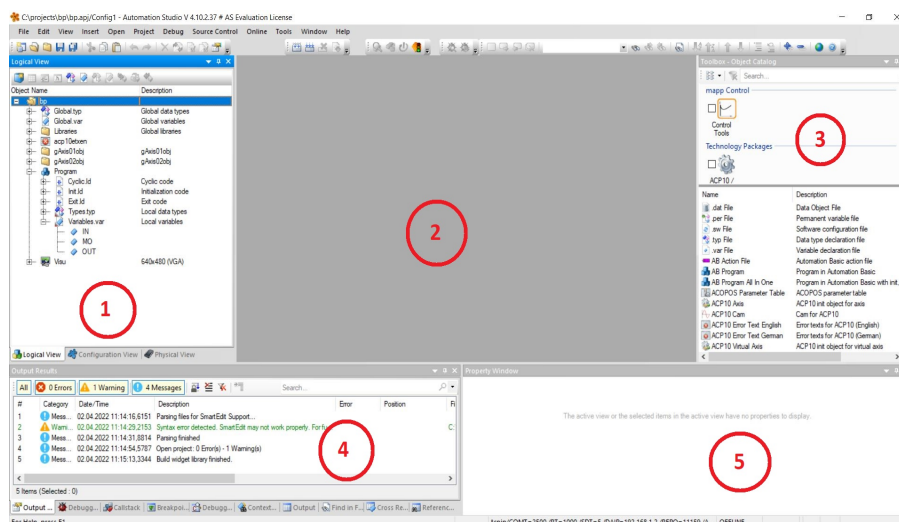 C:\projects\bp\bp.apj/Config1 - Automation Studio V 4.10.2.37 # AS Evaluation License
File Edit View Insert Open Project Debug Source Control Online Tools Window Help
Logical View
Object Name Description
bp
Global.typ Global data types
Global.var Global variables
Libraries Global libraries
acp10etxen
gAxis01obj gAxis01obj
gAxis02obj gAxis02obj
Program
Cyclic.ld Cyclic code
Init.ld Initialization code
Exit.ld Exit code
Types.typ Local data types
Variables.var Local variables
IN
MO
OUT
Visu 640x480 (VGA)
1
Logical View Configuration View Physical View
2
Toolbox - Object Catalog
Search...
mapp Control
Control
Tools
3
Technology Packages
ACP10 /
Name Description
.dat File Data Object File
.per File Permanent variable file
.sw File Software configuration file
.typ File Data type declaration file
.var File Variable declaration file
AB Action File Automation Basic action file
AB Program Program in Automation Basic
AB Program All In One Program in Automation Basic with init,
ACOPOS Parameter Table ACOPOS parameter table
ACP10 Axis ACP10 init object for axis
ACP10 Cam Cam for ACP10
ACP10 Error Text English Error texts for ACP10 (English)
ACP10 Error Text German Error texts for ACP10 (German)
ACP10 Virtual Axis ACP10 init object for virtual axis
Output Results
All 0 Errors 1 Warning 4 Messages Search...
# Category Date/Time Description Error Position Fi
1 Mess... 02.04.2022 11:14:16,6151 Parsing files for SmartEdit Support...
2 Warni... 02.04.2022 11:14:29,2153 Syntax error detected. SmartEdit may not work properly. For fu C:
3 Mess... 02.04.2022 11:14:31,8814 Parsing finished
4 Mess... 02.04.2022 11:14:54,5787 Open project : 0 Error(s) - 1 Warning(s)
5 Mess... 02.04.2022 11:15:13,3344 Build widget library finished.
4
5 Items (Selected : 0)
Output ... Debugg... Callstack Breakpoi... Debugg... Context... Output Find in F... Cross Re... Referenc...
Property Window
The active view or the selected items in the active view have no properties to display.
5
For Help, press F1
OFFLINE